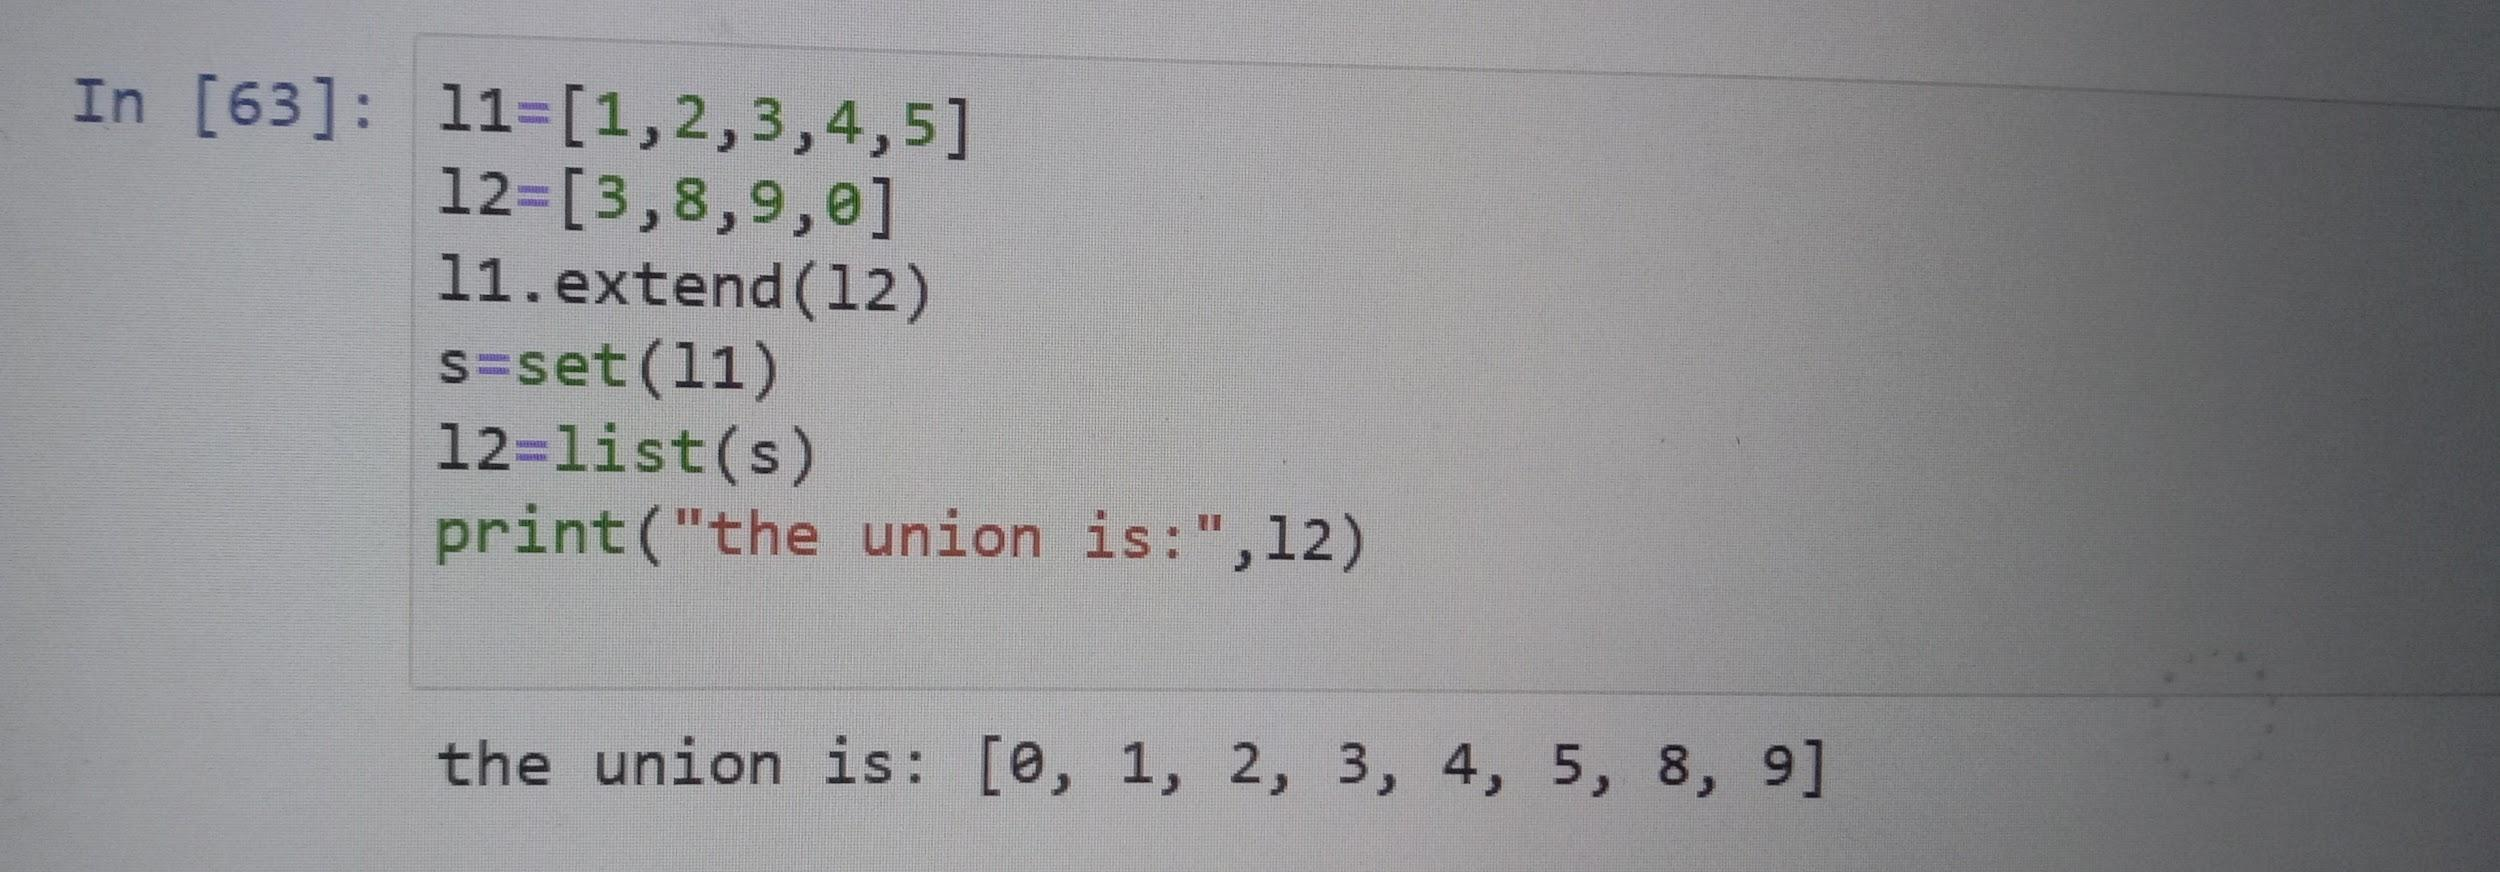 In [63]: l1=[1,2,3,4,5]
l2=[3,8,9,0]
l1.extend(l2)
s=set(l1)
l2=list(s)
print("the union is:",l2)
the union is: [0, 1, 2, 3, 4, 5, 8, 9]